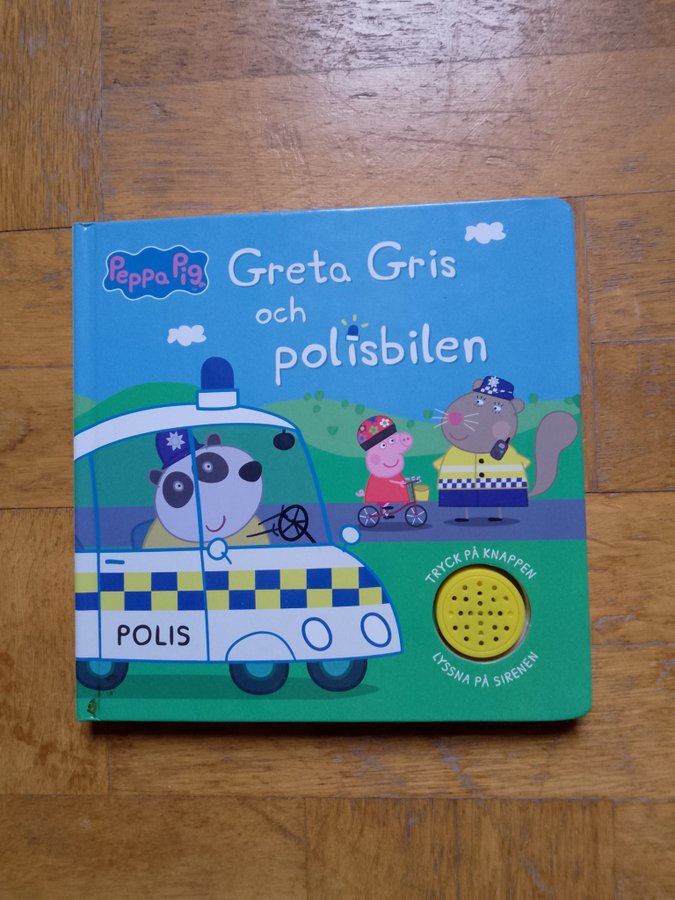 Peppa Pig
Greta Gris
och
polisbilen
POLIS
TRYCK PÅ KNAPPEN
LYSSNA PÅ SIRENEN